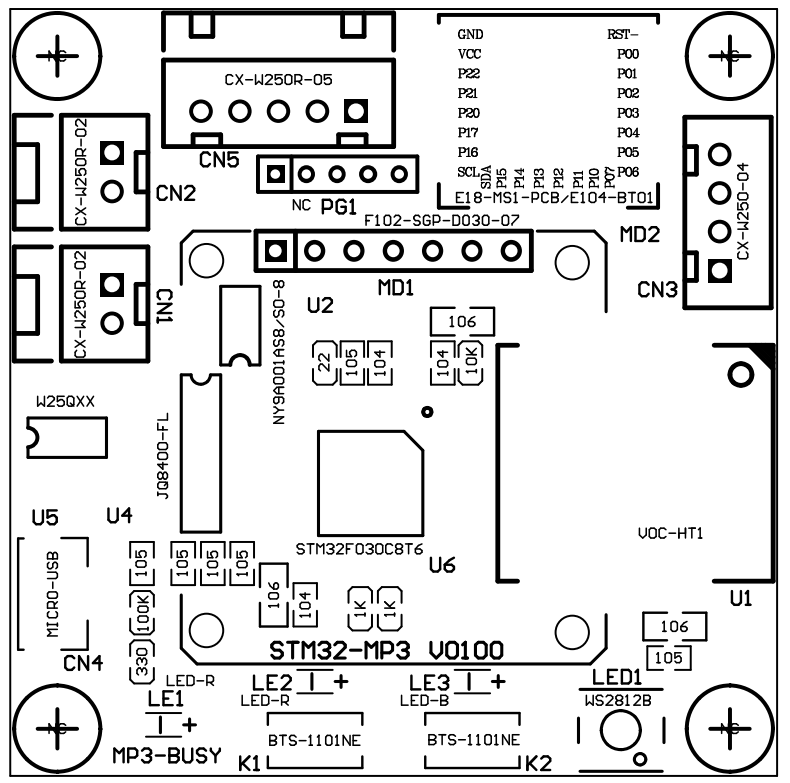 NC
NC
CX-W250R-05
CN5
GND
VCC
P22
P21
P20
P17
P16
SCL
SDA
P15
P14
P13
P12
P11
P10
P07
RST-
P00
P01
P02
P03
P04
P05
P06
E18-MS1-PCB/E104-BT01
MD2
CX-W250R-02
CN2
NC
PG1
CX-W250-04
CN3
F102-SGP-D030-07
MD1
CX-W250R-02
CN1
U2
NY9A001AS8/SO-8
106
22
105
104
104
10K
W25QXX
JQ8400-FL
U5
U4
STM32F030C8T6
U6
VOC-HT1
U1
MICRO-USB
CN4
105
105
105
105
100K
330
106
104
1K
1K
106
105
STM32-MP3 V0100
LED-R
LE1
MP3-BUSY
LE2
+
LED-R
LE3
+
LED-B
LED1
WS2812B
+
BTS-1101NE
K1
BTS-1101NE
K2
NC
NC